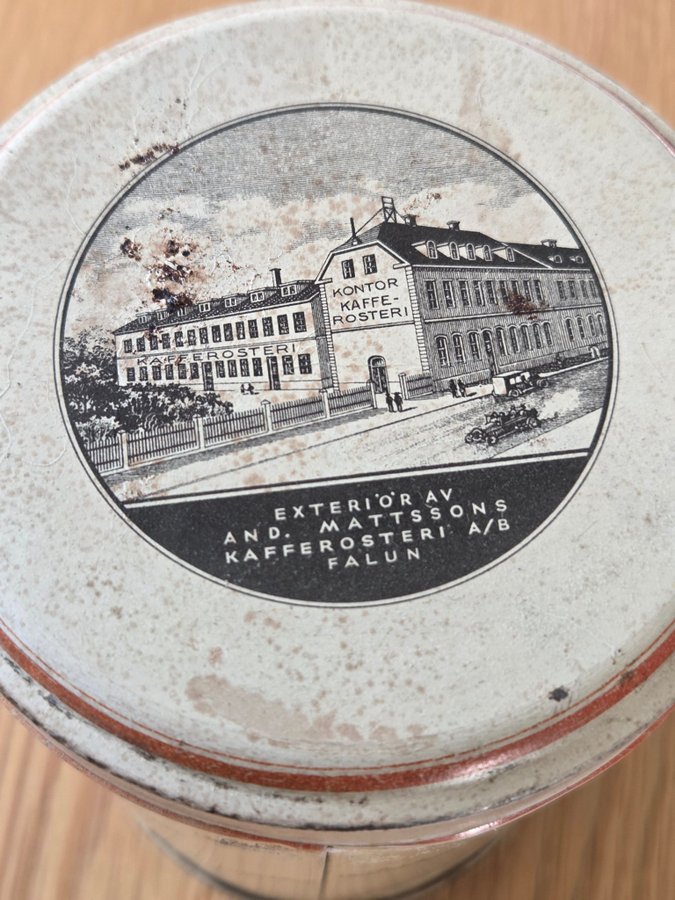 KONTOR
KAFFE-
ROSTERI
KAFFEROSTERI
EXTERIÖR AV
AND. MATTSSONS
KAFFEROSTERI A/B
FALUN